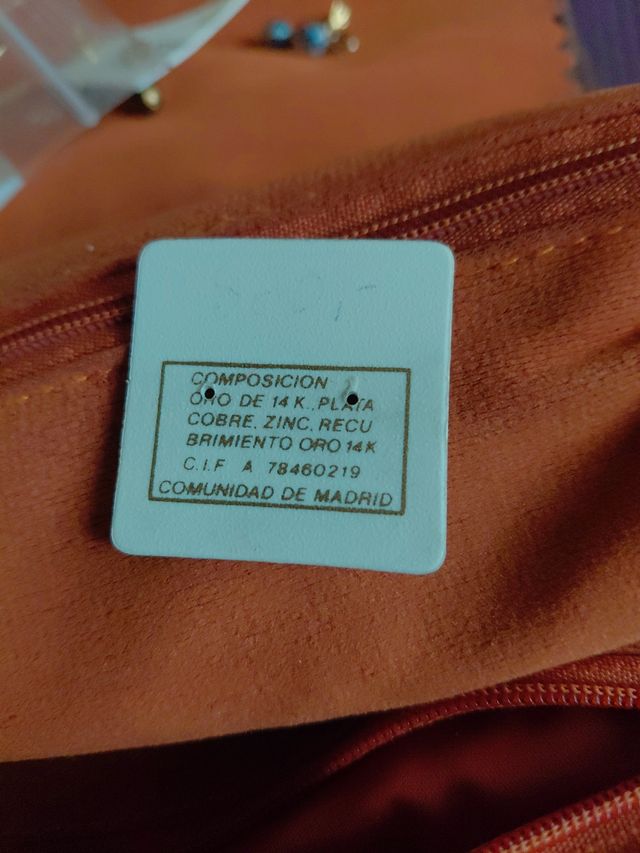 COMPOSICION
ORO DE 14 K., PLATA
COBRE, ZINC, RECU
BRIMIENTO ORO 14K
C.I.F A 78460219
COMUNIDAD DE MADRID